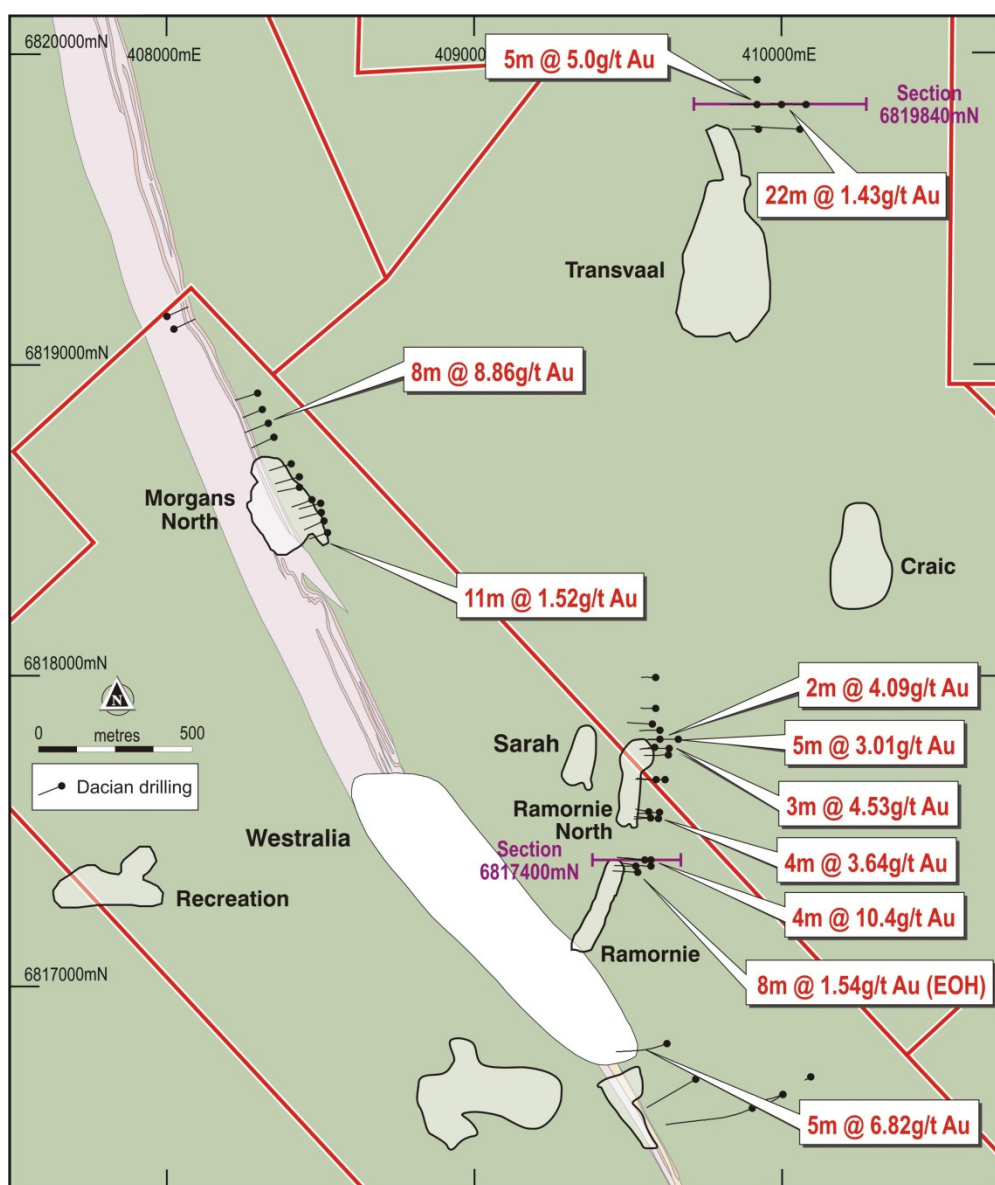 6820000mN
408000mE
409000mE
410000mE
5m @ 5.0g/t Au
Section
6819840mN
22m @ 1.43g/t Au
Transvaal
6819000mN
8m @ 8.86g/t Au
Morgans
North
Craic
11m @ 1.52g/t Au
6818000mN
N
0 metres 500
Dacian drilling
2m @ 4.09g/t Au
Sarah
5m @ 3.01g/t Au
3m @ 4.53g/t Au
Ramornie
North
Westralia
4m @ 3.64g/t Au
Section
6817400mN
Recreation
4m @ 10.4g/t Au
Ramornie
8m @ 1.54g/t Au (EOH)
6817000mN
5m @ 6.82g/t Au